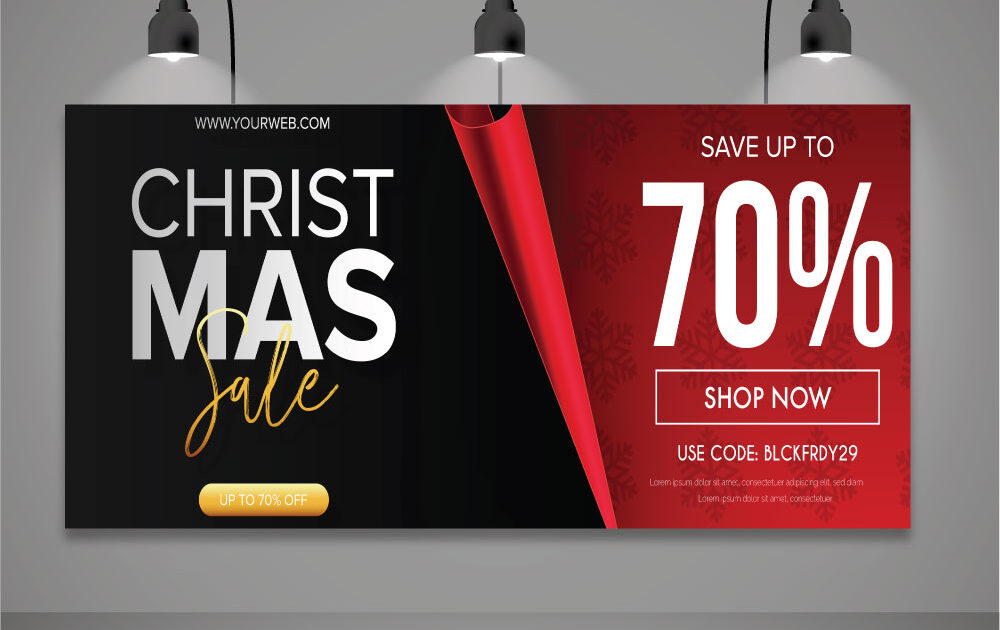 WWW.YOURWEB.COM
CHRIST
MAS
Sale
UP TO 70% OFF
SAVE UP TO
70%
SHOP NOW
USE CODE: BLCKFRDY29
Lorem ipsum dolor sit amet, consectetuer adipiscing elit, sed diam
Lorem ipsum dolor sit amet, consectetuer